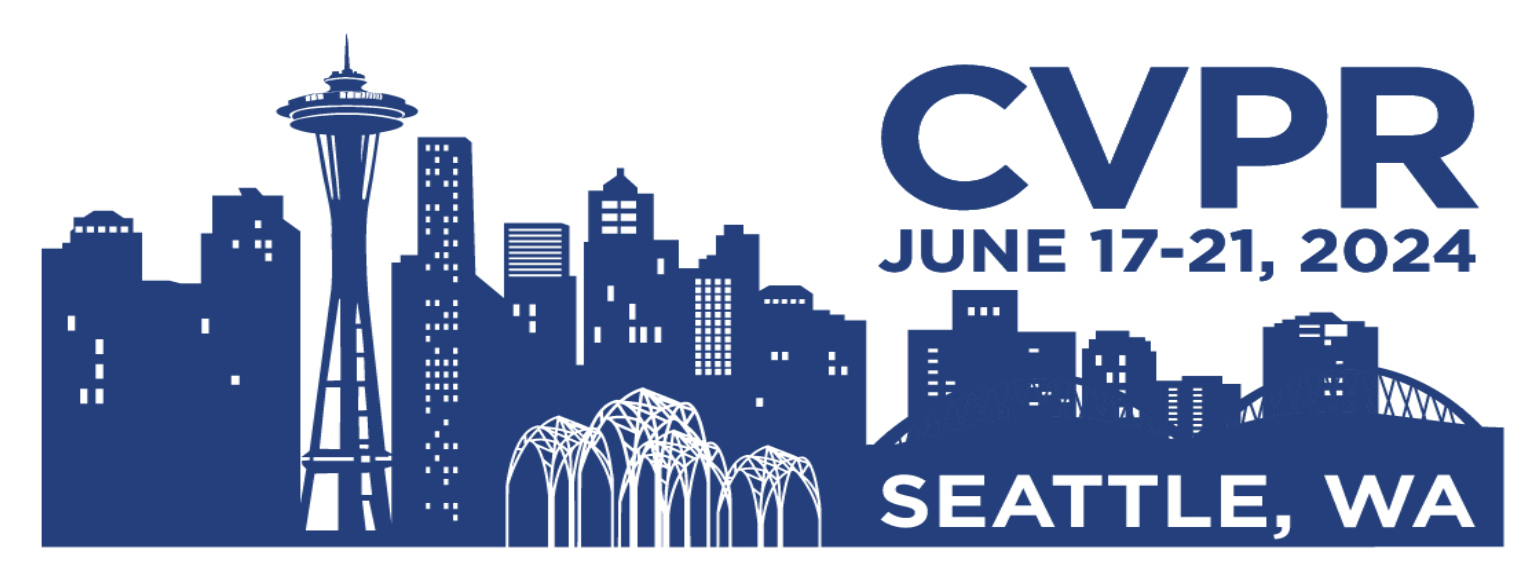 CVPR
JUNE 17-21, 2024
SEATTLE, WA